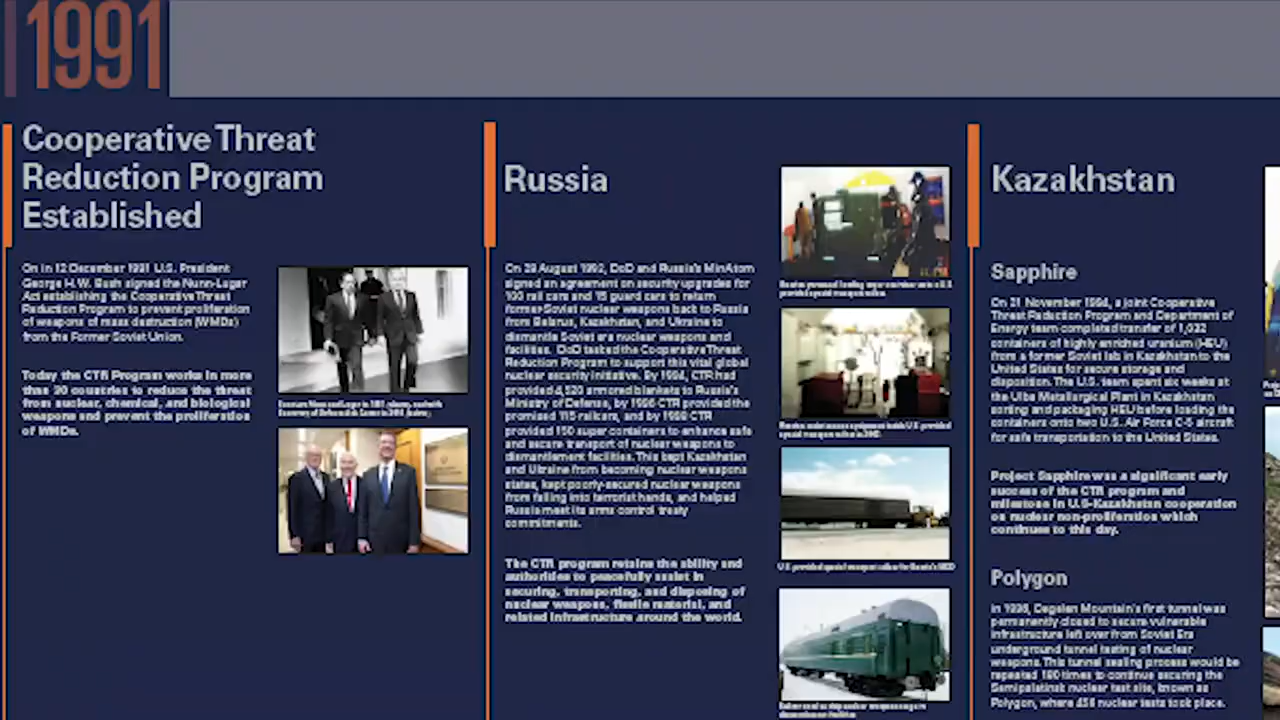 1991
Cooperative Threat
Reduction Program
Established
On in 12 December 1991 U.S. President
George H.W. Bush signed the Nunn-Lugar
Act establishing the Cooperative Threat
Reduction Program to prevent proliferation
of weapons of mass destruction (WMDs)
from the Former Soviet Union.
Today the CTR Program works in more
than 30 countries to reduce the threat
from nuclear, chemical, and biological
weapons and prevent the proliferation
of WMDs.
Russia
On 28 August 1992, DoD and Russia's MinAtom
signed an agreement on security upgrades for
100 rail cars and 15 guard cars to return
former Soviet nuclear weapons back to Russia
from Belarus, Kazakhstan, and Ukraine to
dismantle Soviet era nuclear weapons and
facilities. DoD tasked the Cooperative Threat
Reduction Program to support this vital global
nuclear security initiative. By 1994, CTR had
provided 4,520 armored blankets to Russia's
Ministry of Defense, by 1996 CTR provided the
promised 115 railcars, and by 1998 CTR
provided 150 super containers to enhance safe
and secure transport of nuclear weapons to
dismantlement facilities. This kept Kazakhstan
and Ukraine from becoming nuclear weapons
states, kept poorly-secured nuclear weapons
from falling into terrorist hands, and helped
Russia meet its arms control treaty
commitments.
The CTR program retains the ability and
authorities to peacefully assist in
securing, transporting, and disposing of
nuclear weapons, fissile material, and
related infrastructure around the world.
Kazakhstan
Sapphire
On 21 November 1994, a joint Cooperative
Threat Reduction Program and Department of
Energy team completed transfer of 1,032
containers of highly enriched uranium (HEU)
from a former Soviet lab in Kazakhstan to the
United States for secure storage and
disposition. The U.S. team spent six weeks at
the Ulba Metallurgical Plant in Kazakhstan
sorting and packaging HEU before loading the
containers onto two U.S. Air Force C-5 aircraft
for safe transportation to the United States.
Project Sapphire was a significant early
success of the CTR program and
milestone in U.S-Kazakhstan cooperation
on nuclear non-proliferation which
continues to this day.
Polygon
In 1996, Degelen Mountain's first tunnel was
permanently closed to secure vulnerable
infrastructure left over from Soviet Era
underground tunnel testing of nuclear
weapons. This tunnel sealing process would be
repeated 180 times to continue securing the
Semipalatinsk nuclear test site, known as
Polygon, where 456 nuclear tests took place.